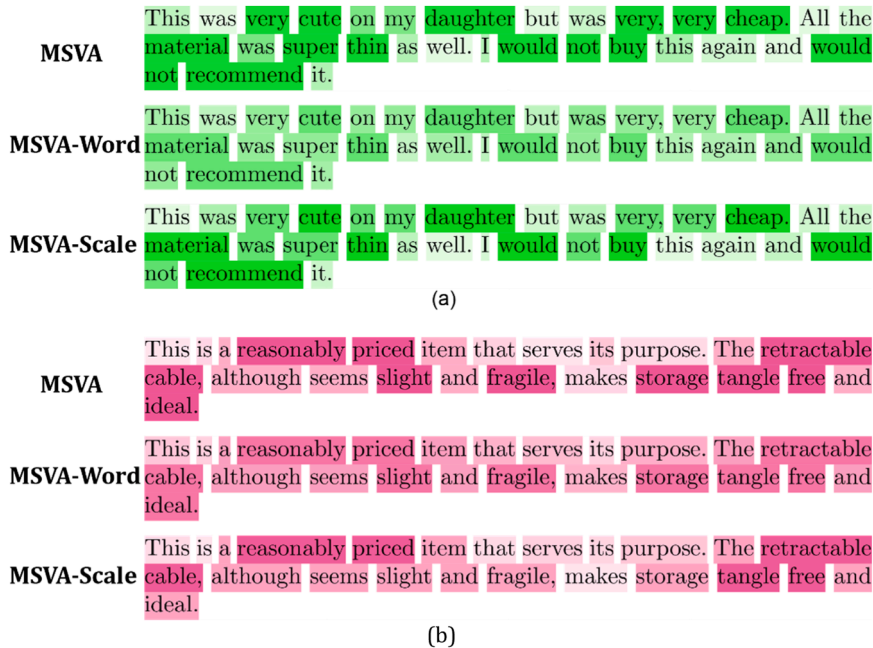 This was very cute on my daughter but was very, very cheap. All the
MSVA material was super thin as well. I would not buy this again and would
not recommend it.
This was very cute on my daughter but was very, very cheap. All the
MSVA-Word material was super thin as well. I would not buy this again and would
not recommend it.
This was very cute on my daughter but was very, very cheap. All the
MSVA-Scale material was super thin as well. I would not buy this again and would
not recommend it.
(a)
This is a reasonably priced item that serves its purpose. The retractable
MSVA cable, although seems slight and fragile, makes storage tangle free and
ideal.
This is a reasonably priced item that serves its purpose. The retractable
MSVA-Word cable, although seems slight and fragile, makes storage tangle free and
ideal.
This is a reasonably priced item that serves its purpose. The retractable
MSVA-Scale cable, although seems slight and fragile, makes storage tangle free and
ideal.
(b)